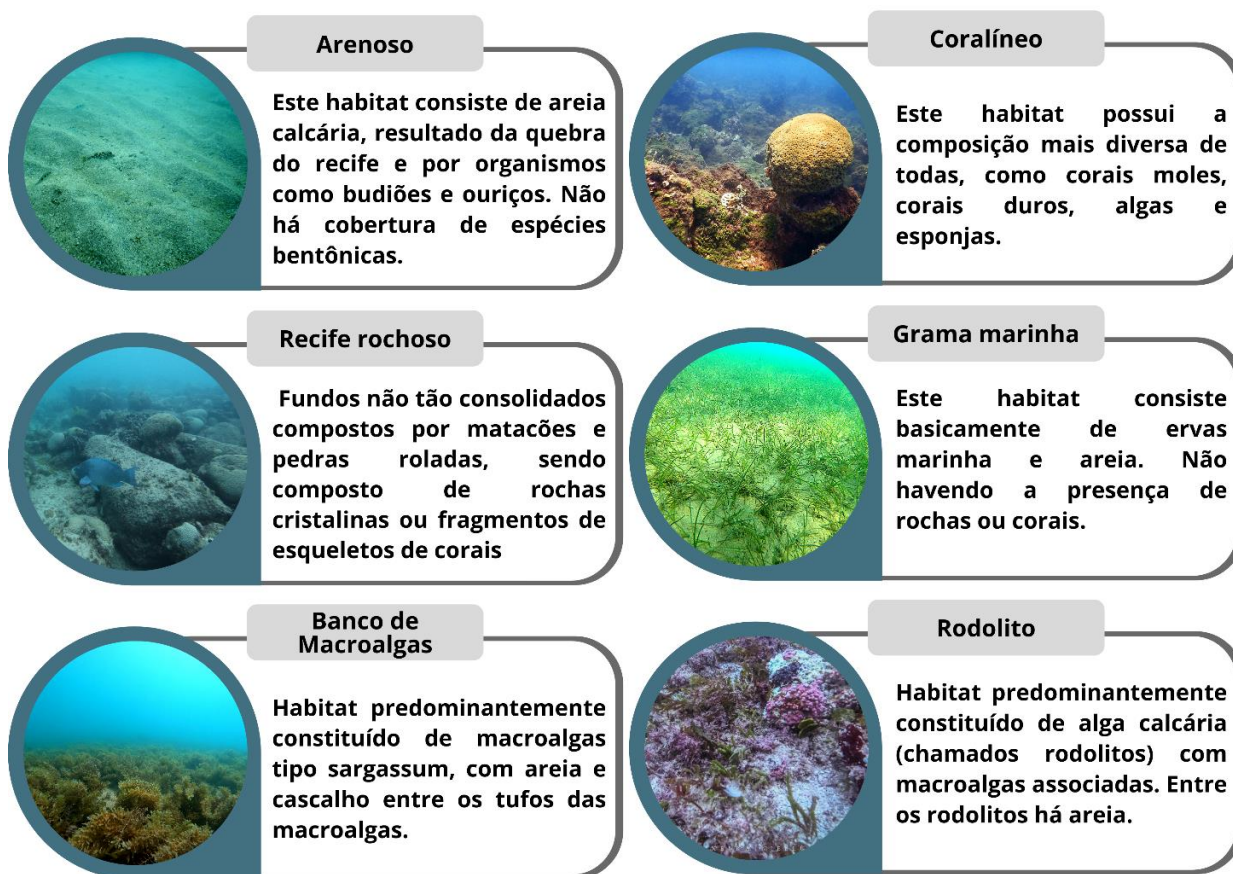 Arenoso
Este habitat consiste de areia
calcária, resultado da quebra
do recife e por organismos
como budiões e ouriços. Não
há cobertura de espécies
bentônicas.
Coralíneo
Este habitat possui a
composição mais diversa de
todas, como corais moles,
corais duros, algas e
esponjas.
Recife rochoso
Fundos não tão consolidados
compostos por matacões e
pedras roladas, sendo
composto de rochas
cristalinas ou fragmentos de
esqueletos de corais
Grama marinha
Este habitat consiste
basicamente de ervas
marinha e areia. Não
havendo a presença de
rochas ou corais.
Banco de
Macroalgas
Habitat predominantemente
constituído de macroalgas
tipo sargassum, com areia e
cascalho entre os tufos das
macroalgas.
Rodolito
Habitat predominantemente
constituído de alga calcária
(chamados rodolitos) com
macroalgas associadas. Entre
os rodolitos há areia.